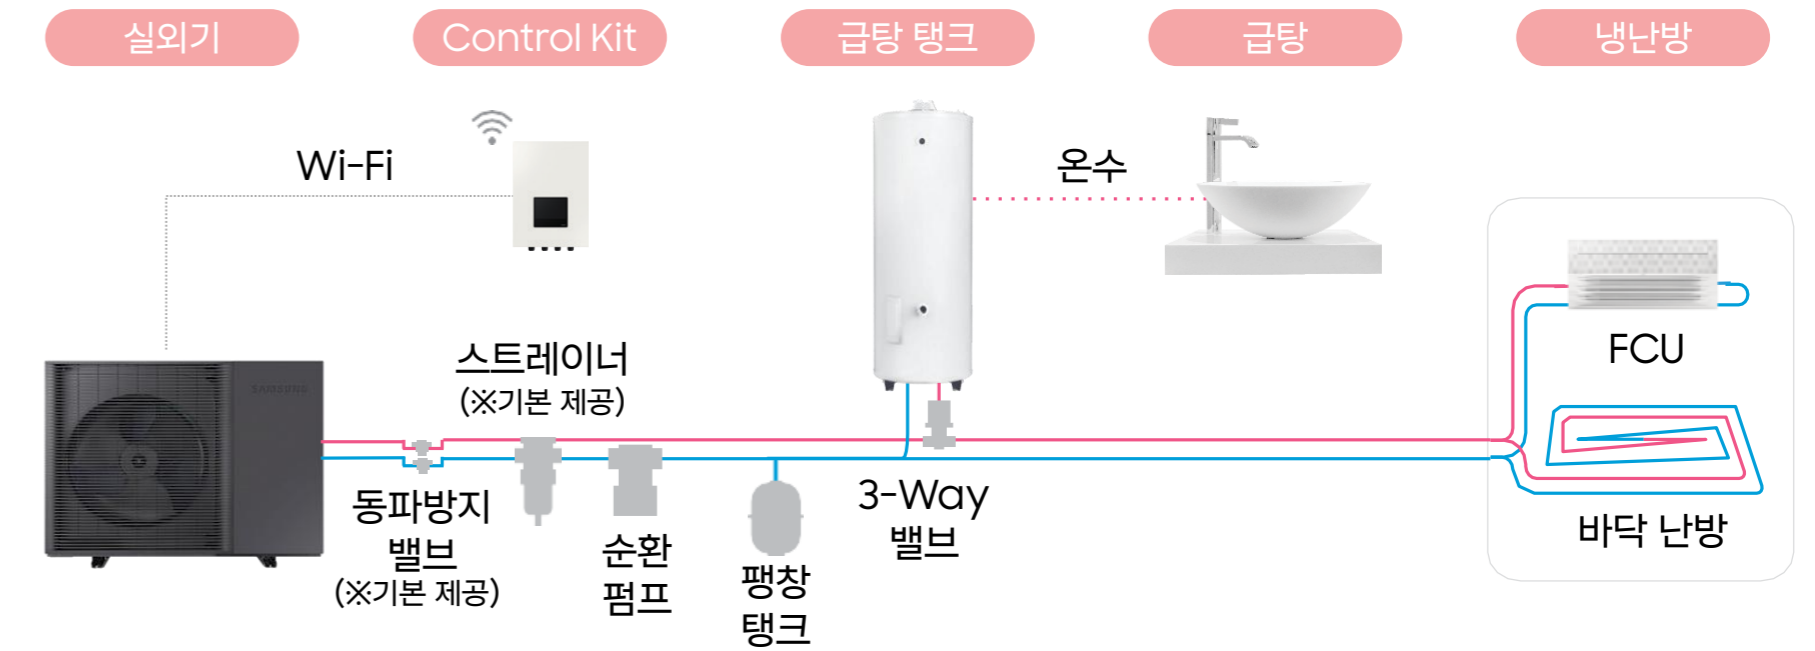 실외기
Control Kit
급탕 탱크
급탕
냉난방
Wi-Fi
온수
SAMSUNG
스트레이너
(※기본 제공)
FCU
동파방지
밸브
(※기본 제공)
순환
펌프
팽창
탱크
3-Way
밸브
바닥 난방